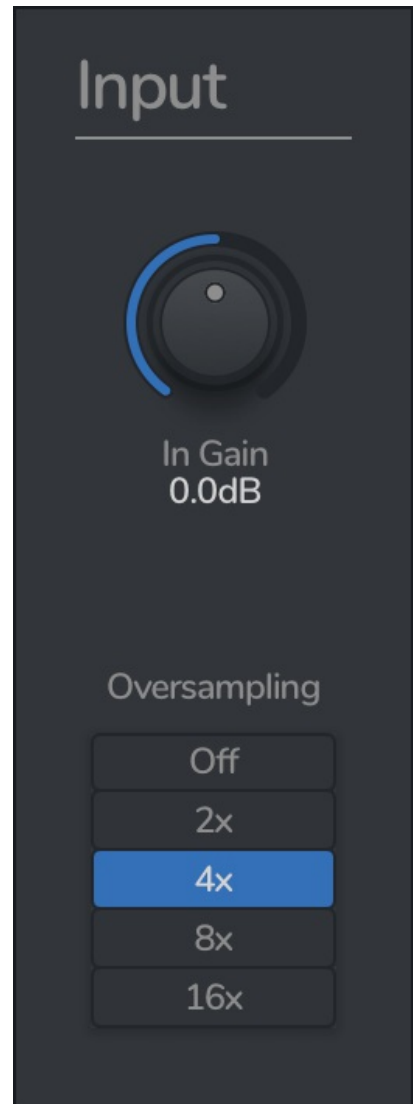 Input
In Gain
0.0dB
Oversampling
Off
2x
4x
8x
16x